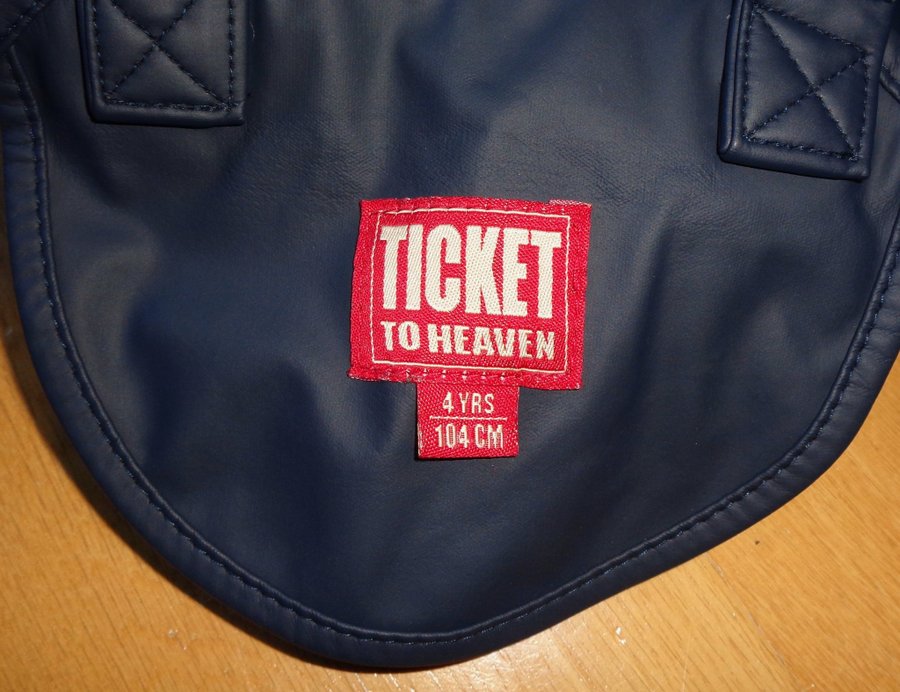 TICKET
TO HEAVEN
4 YRS
104 CM